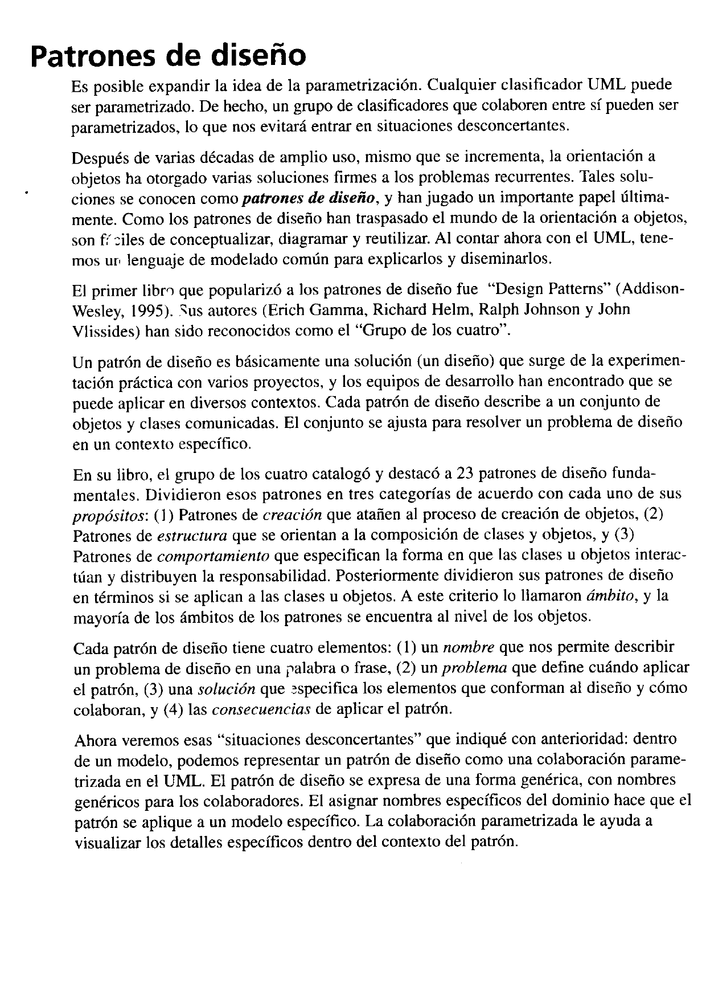 Patrones de diseño
Es posible expandir la idea de la parametrización. Cualquier clasificador UML puede
ser parametrizado. De hecho, un grupo de clasificadores que colaboren entre sí pueden ser
parametrizados, lo que nos evitará entrar en situaciones desconcertantes.
Después de varias décadas de amplio uso, mismo que se incrementa, la orientación a
objetos ha otorgado varias soluciones firmes a los problemas recurrentes. Tales solu-
ciones se conocen como patrones de diseño, y han jugado un importante papel última-
mente. Como los patrones de diseño han traspasado el mundo de la orientación a objetos,
son fáciles de conceptualizar, diagramar y reutilizar. Al contar ahora con el UML, tene-
mos un lenguaje de modelado común para explicarlos y diseminarlos.
El primer libro que popularizó a los patrones de diseño fue “Design Patterns” (Addison-
Wesley, 1995). Sus autores (Erich Gamma, Richard Helm, Ralph Johnson y John
Vlissides) han sido reconocidos como el “Grupo de los cuatro”.
Un patrón de diseño es básicamente una solución (un diseño) que surge de la experimen-
tación práctica con varios proyectos, y los equipos de desarrollo han encontrado que se
puede aplicar en diversos contextos. Cada patrón de diseño describe a un conjunto de
objetos y clases comunicadas. El conjunto se ajusta para resolver un problema de diseño
en un contexto específico.
En su libro, el grupo de los cuatro catalogó y destacó a 23 patrones de diseño funda-
mentales. Dividieron esos patrones en tres categorías de acuerdo con cada uno de sus
propósitos: (1) Patrones de creación que atañen al proceso de creación de objetos, (2)
Patrones de estructura que se orientan a la composición de clases y objetos, y (3)
Patrones de comportamiento que especifican la forma en que las clases u objetos interac-
túan y distribuyen la responsabilidad. Posteriormente dividieron sus patrones de diseño
en términos si se aplican a las clases u objetos. A este criterio lo llamaron ámbito, y la
mayoría de los ámbitos de los patrones se encuentra al nivel de los objetos.
Cada patrón de diseño tiene cuatro elementos: (1) un nombre que nos permite describir
un problema de diseño en una palabra o frase, (2) un problema que define cuándo aplicar
el patrón, (3) una solución que especifica los elementos que conforman al diseño y cómo
colaboran, y (4) las consecuencias de aplicar el patrón.
Ahora veremos esas “situaciones desconcertantes” que indiqué con anterioridad: dentro
de un modelo, podemos representar un patrón de diseño como una colaboración parame-
trizada en el UML. El patrón de diseño se expresa de una forma genérica, con nombres
genéricos para los colaboradores. El asignar nombres específicos del dominio hace que el
patrón se aplique a un modelo específico. La colaboración parametrizada le ayuda a
visualizar los detalles específicos dentro del contexto del patrón.